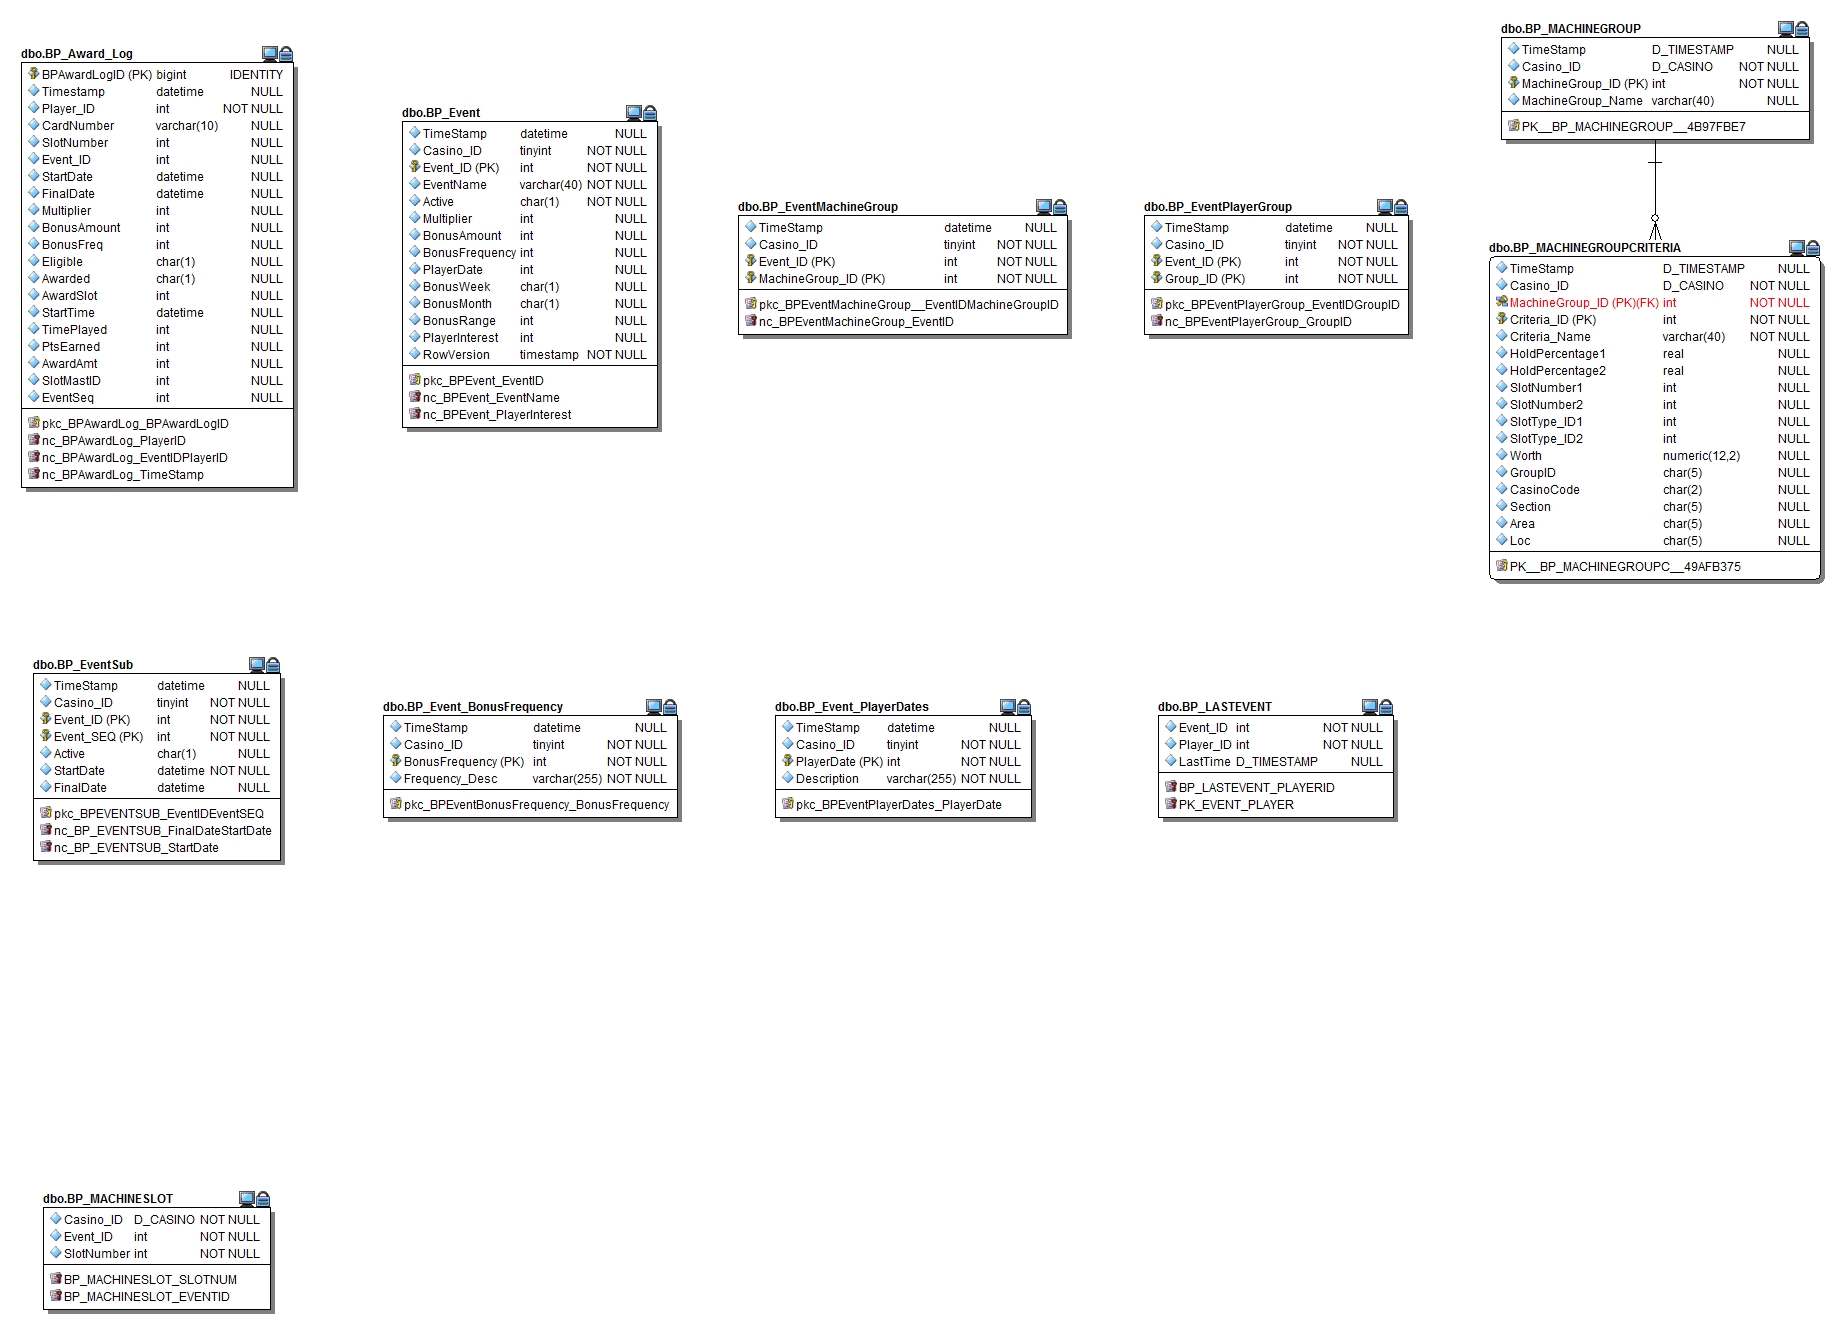 dbo.BP_Award_Log
BPAwardLogID (PK) bigint IDENTITY
Timestamp datetime NULL
Player_ID int NOT NULL
CardNumber varchar(10) NULL
SlotNumber int NULL
Event_ID int NULL
StartDate datetime NULL
FinalDate datetime NULL
Multiplier int NULL
BonusAmount int NULL
BonusFreq int NULL
Eligible char(1) NULL
Awarded char(1) NULL
AwardSlot int NULL
StartTime datetime NULL
TimePlayed int NULL
PtsEarned int NULL
AwardAmt int NULL
SlotMastID int NULL
EventSeq int NULL
pkc_BPAwardLog_BPAwardLogID
nc_BPAwardLog_PlayerID
nc_BPAwardLog_EventIDPlayerID
nc_BPAwardLog_TimeStamp
dbo.BP_Event
TimeStamp datetime NULL
Casino_ID tinyint NOT NULL
Event_ID (PK) int NOT NULL
EventName varchar(40) NOT NULL
Active char(1) NOT NULL
Multiplier int NULL
BonusAmount int NULL
BonusFrequency int NULL
PlayerDate int NULL
BonusWeek char(1) NULL
BonusMonth char(1) NULL
BonusRange int NULL
PlayerInterest int NULL
RowVersion timestamp NOT NULL
pkc_BPEvent_EventID
nc_BPEvent_EventName
nc_BPEvent_PlayerInterest
dbo.BP_EventMachineGroup
TimeStamp datetime NULL
Casino_ID tinyint NOT NULL
Event_ID (PK) int NOT NULL
MachineGroup_ID (PK) int NOT NULL
pkc_BPEventMachineGroup__EventIDMachineGroupID
nc_BPEventMachineGroup_EventID
dbo.BP_EventPlayerGroup
TimeStamp datetime NULL
Casino_ID tinyint NOT NULL
Event_ID (PK) int NOT NULL
Group_ID (PK) int NOT NULL
pkc_BPEventPlayerGroup_EventIDGroupID
nc_BPEventPlayerGroup_GroupID
dbo.BP_MACHINEGROUP
TimeStamp D_TIMESTAMP NULL
Casino_ID D_CASINO NOT NULL
MachineGroup_ID (PK) int NOT NULL
MachineGroup_Name varchar(40) NULL
PK__BP_MACHINEGROUP__4B97FBE7
dbo.BP_MACHINEGROUPCRITERIA
TimeStamp D_TIMESTAMP NULL
Casino_ID D_CASINO NOT NULL
MachineGroup_ID (PK)(FK) int NOT NULL
Criteria_ID (PK) int NOT NULL
Criteria_Name varchar(40) NOT NULL
HoldPercentage1 real NULL
HoldPercentage2 real NULL
SlotNumber1 int NULL
SlotNumber2 int NULL
SlotType_ID1 int NULL
SlotType_ID2 int NULL
Worth numeric(12,2) NULL
GroupID char(5) NULL
CasinoCode char(2) NULL
Section char(5) NULL
Area char(5) NULL
Loc char(5) NULL
PK__BP_MACHINEGROUPC__49AFB375
dbo.BP_EventSub
TimeStamp datetime NULL
Casino_ID tinyint NOT NULL
Event_ID (PK) int NOT NULL
Event_SEQ (PK) int NOT NULL
Active char(1) NULL
StartDate datetime NOT NULL
FinalDate datetime NULL
pkc_BPEVENTSUB_EventIDEventSEQ
nc_BP_EVENTSUB_FinalDateStartDate
nc_BP_EVENTSUB_StartDate
dbo.BP_Event_BonusFrequency
TimeStamp datetime NULL
Casino_ID tinyint NOT NULL
BonusFrequency (PK) int NOT NULL
Frequency_Desc varchar(255) NOT NULL
pkc_BPEventBonusFrequency_BonusFrequency
dbo.BP_Event_PlayerDates
TimeStamp datetime NULL
Casino_ID tinyint NOT NULL
PlayerDate (PK) int NOT NULL
Description varchar(255) NOT NULL
pkc_BPEventPlayerDates_PlayerDate
dbo.BP_LASTEVENT
Event_ID int NOT NULL
Player_ID int NOT NULL
LastTime D_TIMESTAMP NULL
BP_LASTEVENT_PLAYERID
PK_EVENT_PLAYER
dbo.BP_MACHINESLOT
Casino_ID D_CASINO NOT NULL
Event_ID int NOT NULL
SlotNumber int NOT NULL
BP_MACHINESLOT_SLOTNUM
BP_MACHINESLOT_EVENTID